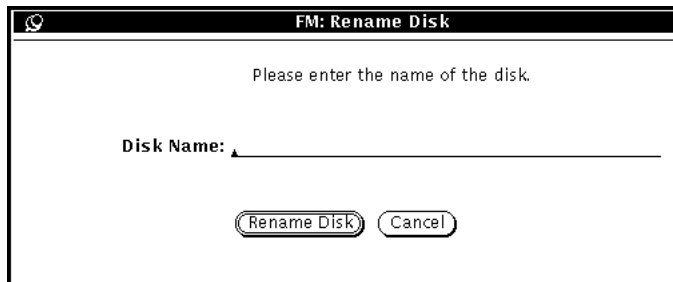 FM: Rename Disk
Please enter the name of the disk.
Disk Name:
Rename Disk Cancel